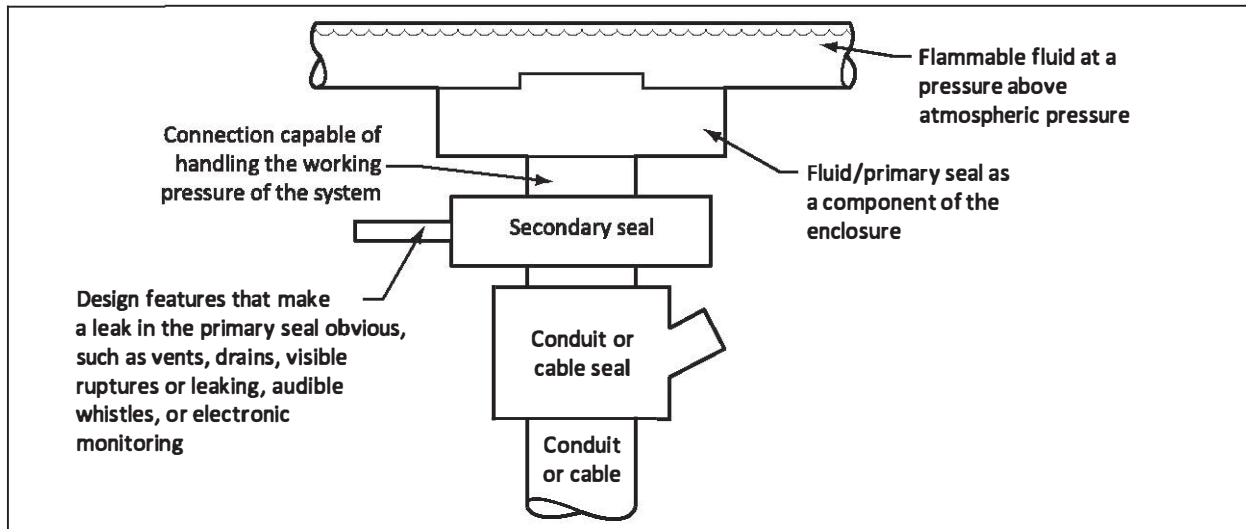 Flammable fluid at a
pressure above
atmospheric pressure
Connection capable of
handling the working
pressure of the system
Fluid/primary seal as
a component of the
enclosure
Secondary seal
Design features that make
a leak in the primary seal obvious,
such as vents, drains, visible
ruptures or leaking, audible
whistles, or electronic
monitoring
Conduit or
cable seal
Conduit
or cable